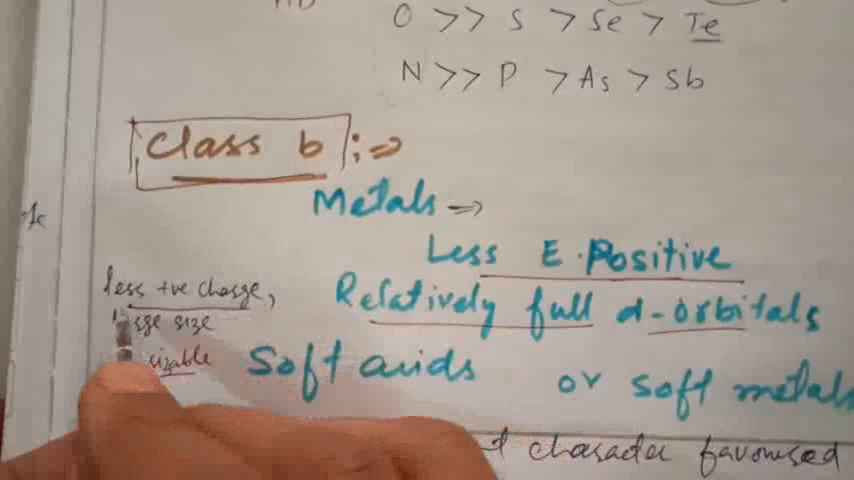 O >> S > Se > Te
N >> P > As > Sb
Class b :⇒
Metals →
Less E.Positive
less +ve charge,
Relatively full d-orbitals
size
Soft acids or soft metals
character favoured